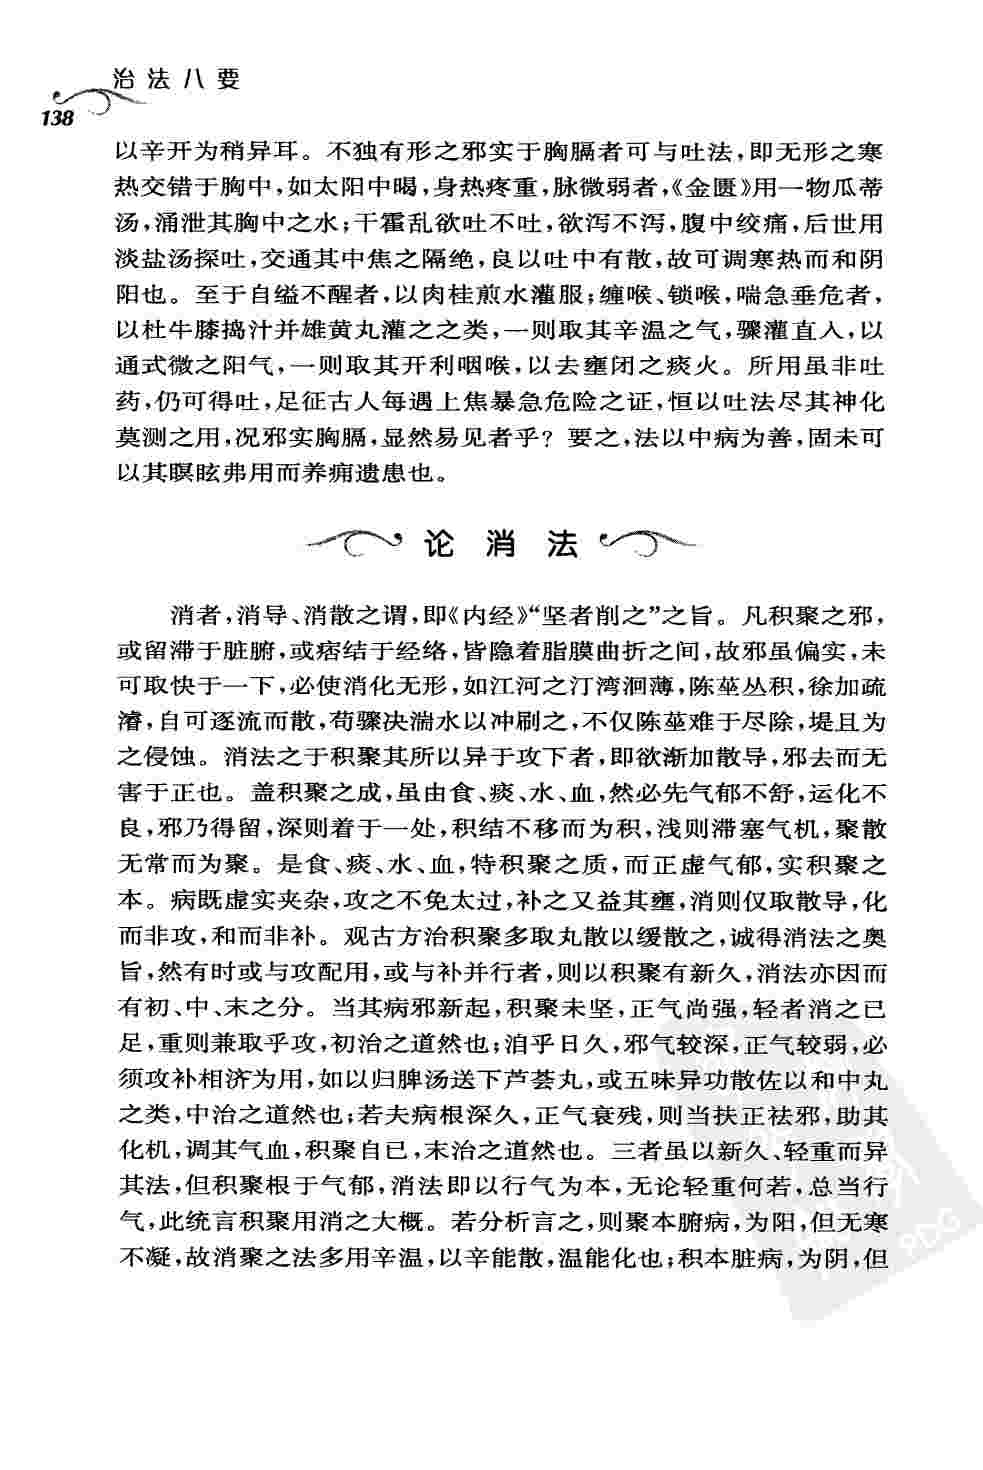 治法八要
138
以辛开为稍异耳。不独有形之邪实于胸膈者可与吐法，即无形之寒
热交错于胸中，如太阳中暍，身热疼重，脉微弱者，《金匮》用一物瓜蒂
汤，涌泄其胸中之水；干霍乱欲吐不吐，欲泻不泻，腹中绞痛，后世用
淡盐汤探吐，交通其中焦之隔绝，良以吐中有散，故可调寒热而和阴
阳也。至于自缢不醒者，以肉桂煎水灌服；缠喉、锁喉，喘急垂危者，
以杜牛膝捣汁并雄黄丸灌之之类，一则取其辛温之气，骤灌直入，以
通式微之阳气，一则取其开利咽喉，以去壅闭之痰火。所用虽非吐
药，仍可得吐，足征古人每遇上焦暴急危险之证，恒以吐法尽其神化
莫测之用，况邪实胸膈，显然易见者乎？要之，法以中病为善，固未可
以其瞑眩弗用而养痈遗患也。
论消法
消者，消导、消散之谓，即《内经》“坚者削之”之旨。凡积聚之邪，
或留滞于脏腑，或痞结于经络，皆隐着脂膜曲折之间，故邪虽偏实，未
可取快于一下，必使消化无形，如江河之汀湾洄薄，陈莝丛积，徐加疏
濬，自可逐流而散，苟骤决湍水以冲刷之，不仅陈莝难于尽除，堤且为
之侵蚀。消法之于积聚其所以异于攻下者，即欲渐加散导，邪去而无
害于正也。盖积聚之成，虽由食、痰、水、血，然必先气郁不舒，运化不
良，邪乃得留，深则着于一处，积结不移而为积，浅则滞塞气机，聚散
无常而为聚。是食、痰、水、血，特积聚之质，而正虚气郁，实积聚之
本。病既虚实夹杂，攻之不免太过，补之又益其壅，消则仅取散导，化
而非攻，和而非补。观古方治积聚多取丸散以缓散之，诚得消法之奥
旨，然有时或与攻配用，或与补并行者，则以积聚有新久，消法亦因而
有初、中、末之分。当其病邪新起，积聚未坚，正气尚强，轻者消之已
足，重则兼取乎攻，初治之道然也；洎乎日久，邪气较深，正气较弱，必
须攻补相济为用，如以归脾汤送下芦荟丸，或五味异功散佐以和中丸
之类，中治之道然也；若夫病根深久，正气衰残，则当扶正祛邪，助其
化机，调其气血，积聚自已，末治之道然也。三者虽以新久、轻重而异
其法，但积聚根于气郁，消法即以行气为本，无论轻重何若，总当行
气，此统言积聚用消之大概。若分析言之，则聚本腑病，为阳，但无寒
不凝，故消聚之法多用辛温，以辛能散，温能化也；积本脏病，为阴，但